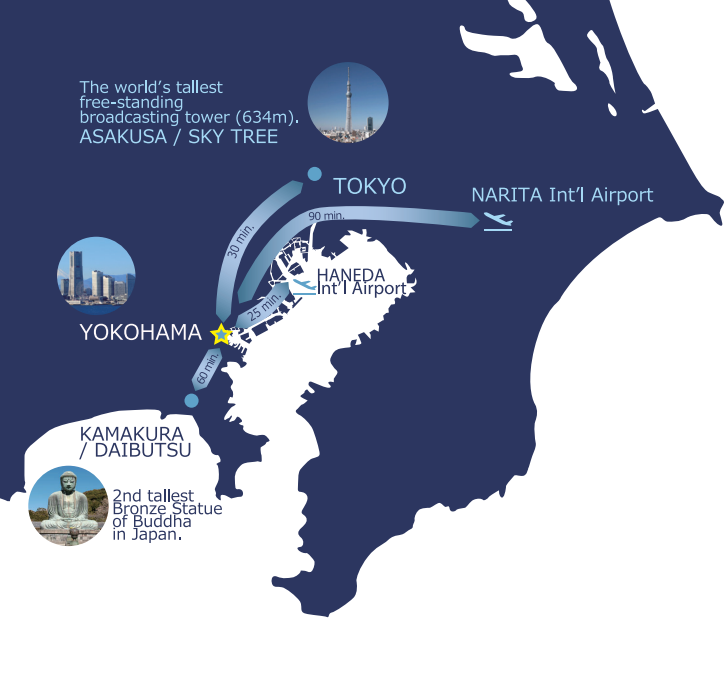 The world's tallest
free-standing
broadcasting tower (634m).
ASAKUSA / SKY TREE
TOKYO
NARITA Int'l Airport
90 min.
30 min.
HANEDA
Int'l Airport
25 min.
YOKOHAMA
60 min.
KAMAKURA
/ DAIBUTSU
2nd tallest
Bronze Statue
of Buddha
in Japan.